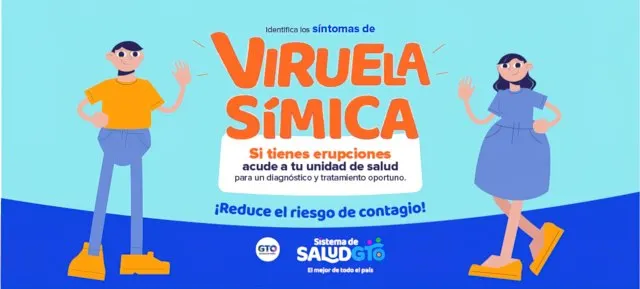 Identifica los síntomas de
VIRUELA
SÍMICA
Si tienes erupciones
acude a tu unidad de salud
para un diagnóstico y tratamiento oportuno.
¡Reduce el riesgo de contagio!
GTO
Sistema de
SALUDGTO
El mejor de todo el país